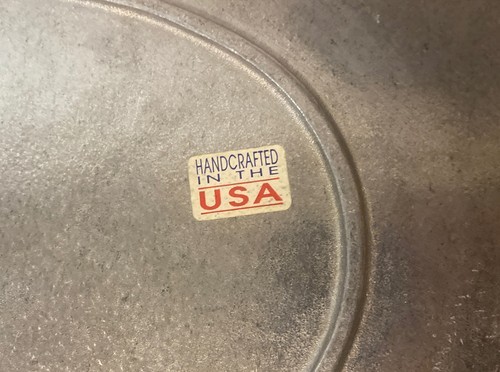 HANDCRAFTED
IN THE
USA